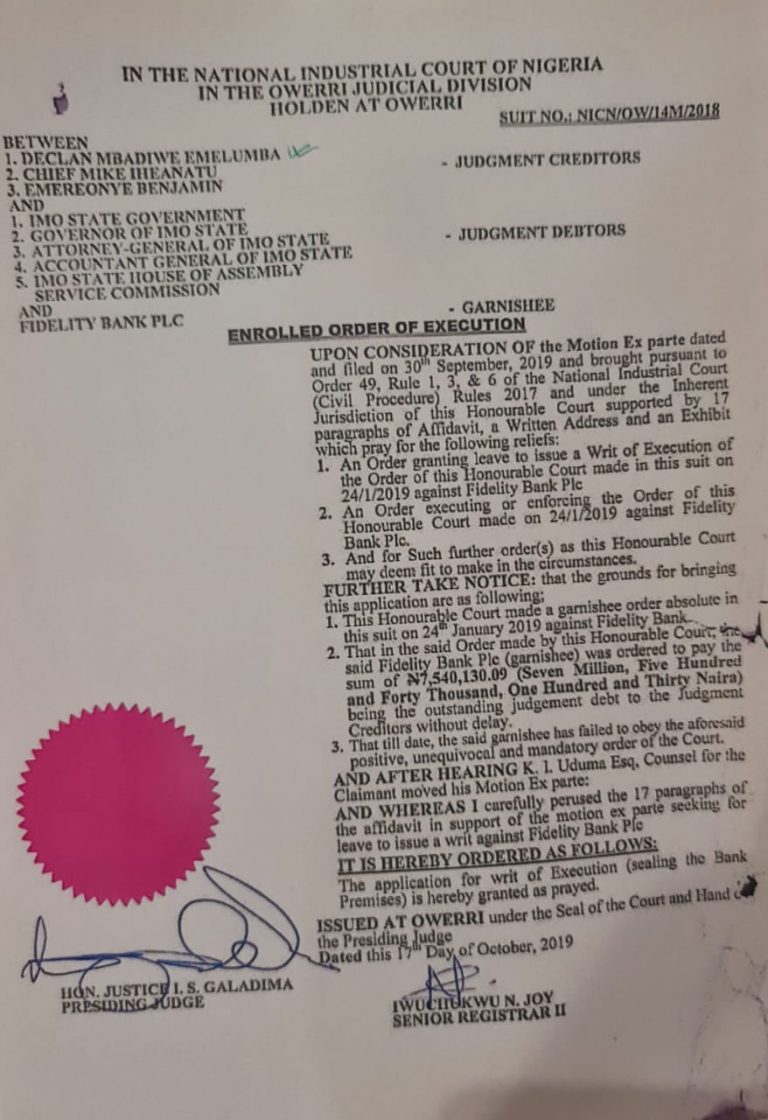 IN THE NATIONAL INDUSTRIAL COURT OF NIGERIA
IN THE OWERRI JUDICIAL DIVISION
HOLDEN AT OWERRI
SUIT NO.: NICN/OW/14M/2018
BETWEEN
1. DECLAN MBADIWE EMELUMBA
2. CHIEF MIKE IHEANATU
3. EMEREONYE BENJAMIN
- JUDGMENT CREDITORS
AND
1. IMO STATE GOVERNMENT
2. GOVERNOR OF IMO STATE
3. ATTORNEY-GENERAL OF IMO STATE
4. ACCOUNTANT GENERAL OF IMO STATE
5. IMO STATE HOUSE OF ASSEMBLY
SERVICE COMMISSION
- JUDGMENT DEBTORS
AND
FIDELITY BANK PLC
- GARNISHEE
ENROLLED ORDER OF EXECUTION
UPON CONSIDERATION OF the Motion Ex parte dated
and filed on 30th September, 2019 and brought pursuant to
Order 49, Rule 1, 3, & 6 of the National Industrial Court
(Civil Procedure) Rules 2017 and under the Inherent
Jurisdiction of this Honourable Court supported by 17
paragraphs of Affidavit, a Written Address and an Exhibit
which pray for the following reliefs:
1. An Order granting leave to issue a Writ of Execution of
the Order of this Honourable Court made in this suit on
24/1/2019 against Fidelity Bank Plc
2. An Order executing or enforcing the Order of this
Honourable Court made on 24/1/2019 against Fidelity
Bank Plc.
3. And for Such further order(s) as this Honourable Court
may deem fit to make in the circumstances.
FURTHER TAKE NOTICE: that the grounds for bringing
this application are as following;
1. This Honourable Court made a garnishee order absolute in
this suit on 24th January 2019 against Fidelity Bank.
2. That in the said Order made by this Honourable Court, the
said Fidelity Bank Plc (garnishee) was ordered to pay the
sum of ₦7,540,130.09 (Seven Million, Five Hundred
and Forty Thousand, One Hundred and Thirty Naira)
being the outstanding judgement debt to the Judgment
Creditors without delay.
3. That till date, the said garnishee has failed to obey the aforesaid
positive, unequivocal and mandatory order of the Court.
AND AFTER HEARING K. I. Uduma Esq, Counsel for the
Claimant moved his Motion Ex parte:
AND WHEREAS I carefully perused the 17 paragraphs of
the affidavit in support of the motion ex parte seeking for
leave to issue a writ against Fidelity Bank Plc
IT IS HEREBY ORDERED AS FOLLOWS:
The application for writ of Execution (sealing the Bank
Premises) is hereby granted as prayed.
ISSUED AT OWERRI under the Seal of the Court and Hand
the Presiding Judge
Dated this 17th Day of October, 2019
HON. JUSTICE I. S. GALADIMA
PRESIDING JUDGE
IWUCHUKWU N. JOY
SENIOR REGISTRAR II